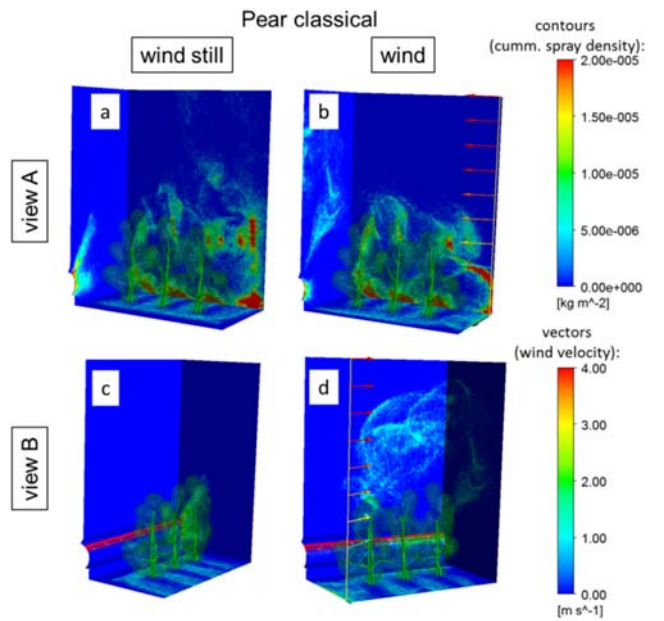 Pear classical
wind still
wind
contours
(cumm. spray density):
a
b
view A
2.00e-005
1.50e-005
1.00e-005
5.00e-006
0.00e+000
[kg m^-2]
vectors
(wind velocity):
c
d
view B
4.00
3.00
2.00
1.00
0.00
[m s^-1]